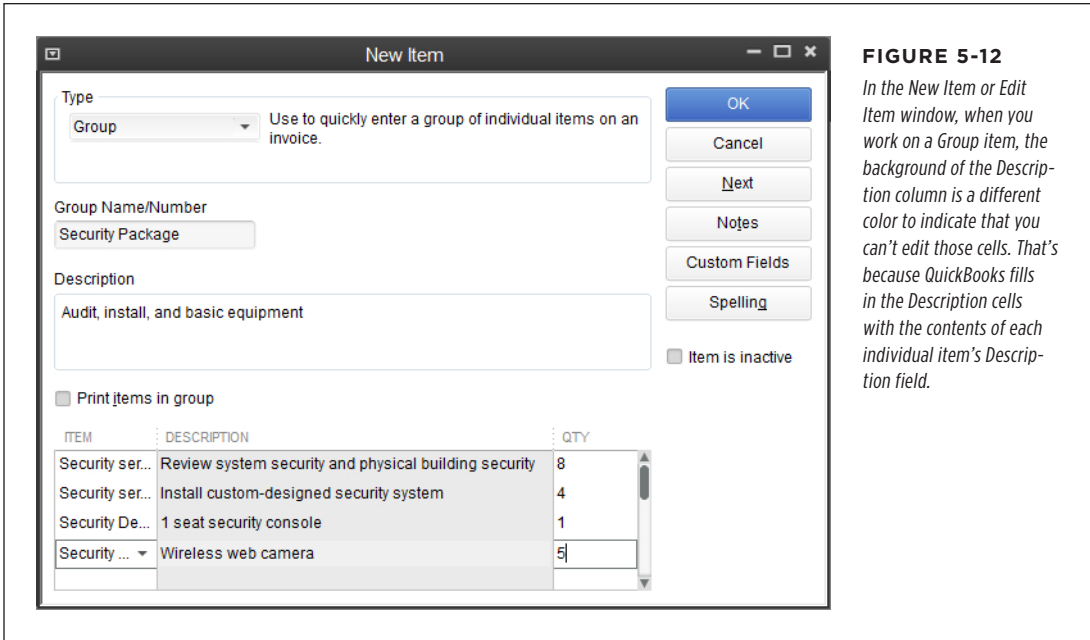 New Item
Type
Group
Use to quickly enter a group of individual items on an
invoice.
Group Name/Number
Security Package
Description
Audit, install, and basic equipment
Print items in group
ITEM DESCRIPTION QTY
Security ser... Review system security and physical building security 8
Security ser... Install custom-designed security system 4
Security De... 1 seat security console 1
Security ... Wireless web camera 5
OK
Cancel
Next
Notes
Custom Fields
Spelling
Item is inactive
FIGURE 5-12
In the New Item or Edit
Item window, when you
work on a Group item, the
background of the Descrip-
tion column is a different
color to indicate that you
can’t edit those cells. That’s
because QuickBooks fills
in the Description cells
with the contents of each
individual item’s Descrip-
tion field.